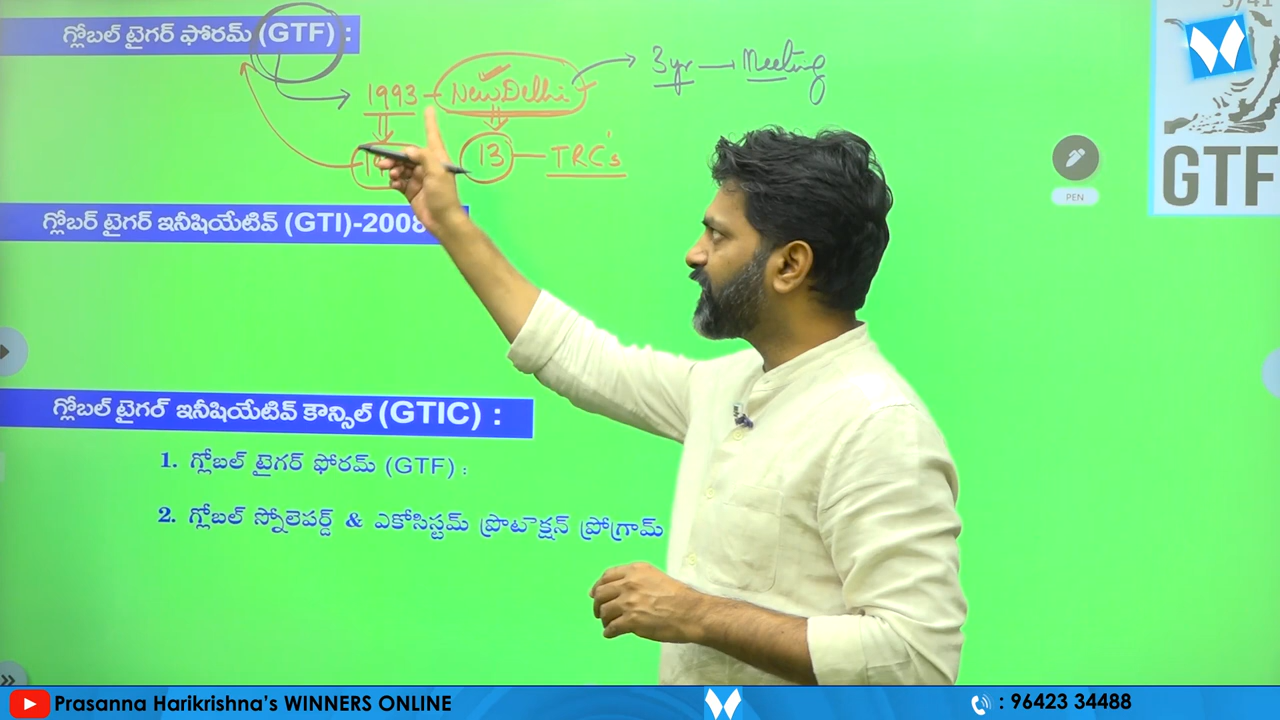 గ్లోబల్ టైగర్ ఫోరమ్ (GTF) :
3yr → Meeting
1993 - New Delhi
13 - TRC's
GTF
PEN
గ్లోబర్ టైగర్ ఇనీషియేటివ్ (GTI)-2008
గ్లోబల్ టైగర్ ఇనీషియేటివ్ కౌన్సిల్ (GTIC) :
1. గ్లోబల్ టైగర్ ఫోరమ్ (GTF) :
2. గ్లోబల్ స్నోలెపర్డ్ & ఎకోసిస్టమ్ ప్రొటెక్షన్ ప్రోగ్రామ్
Prasanna Harikrishna's WINNERS ONLINE
: 96423 34488